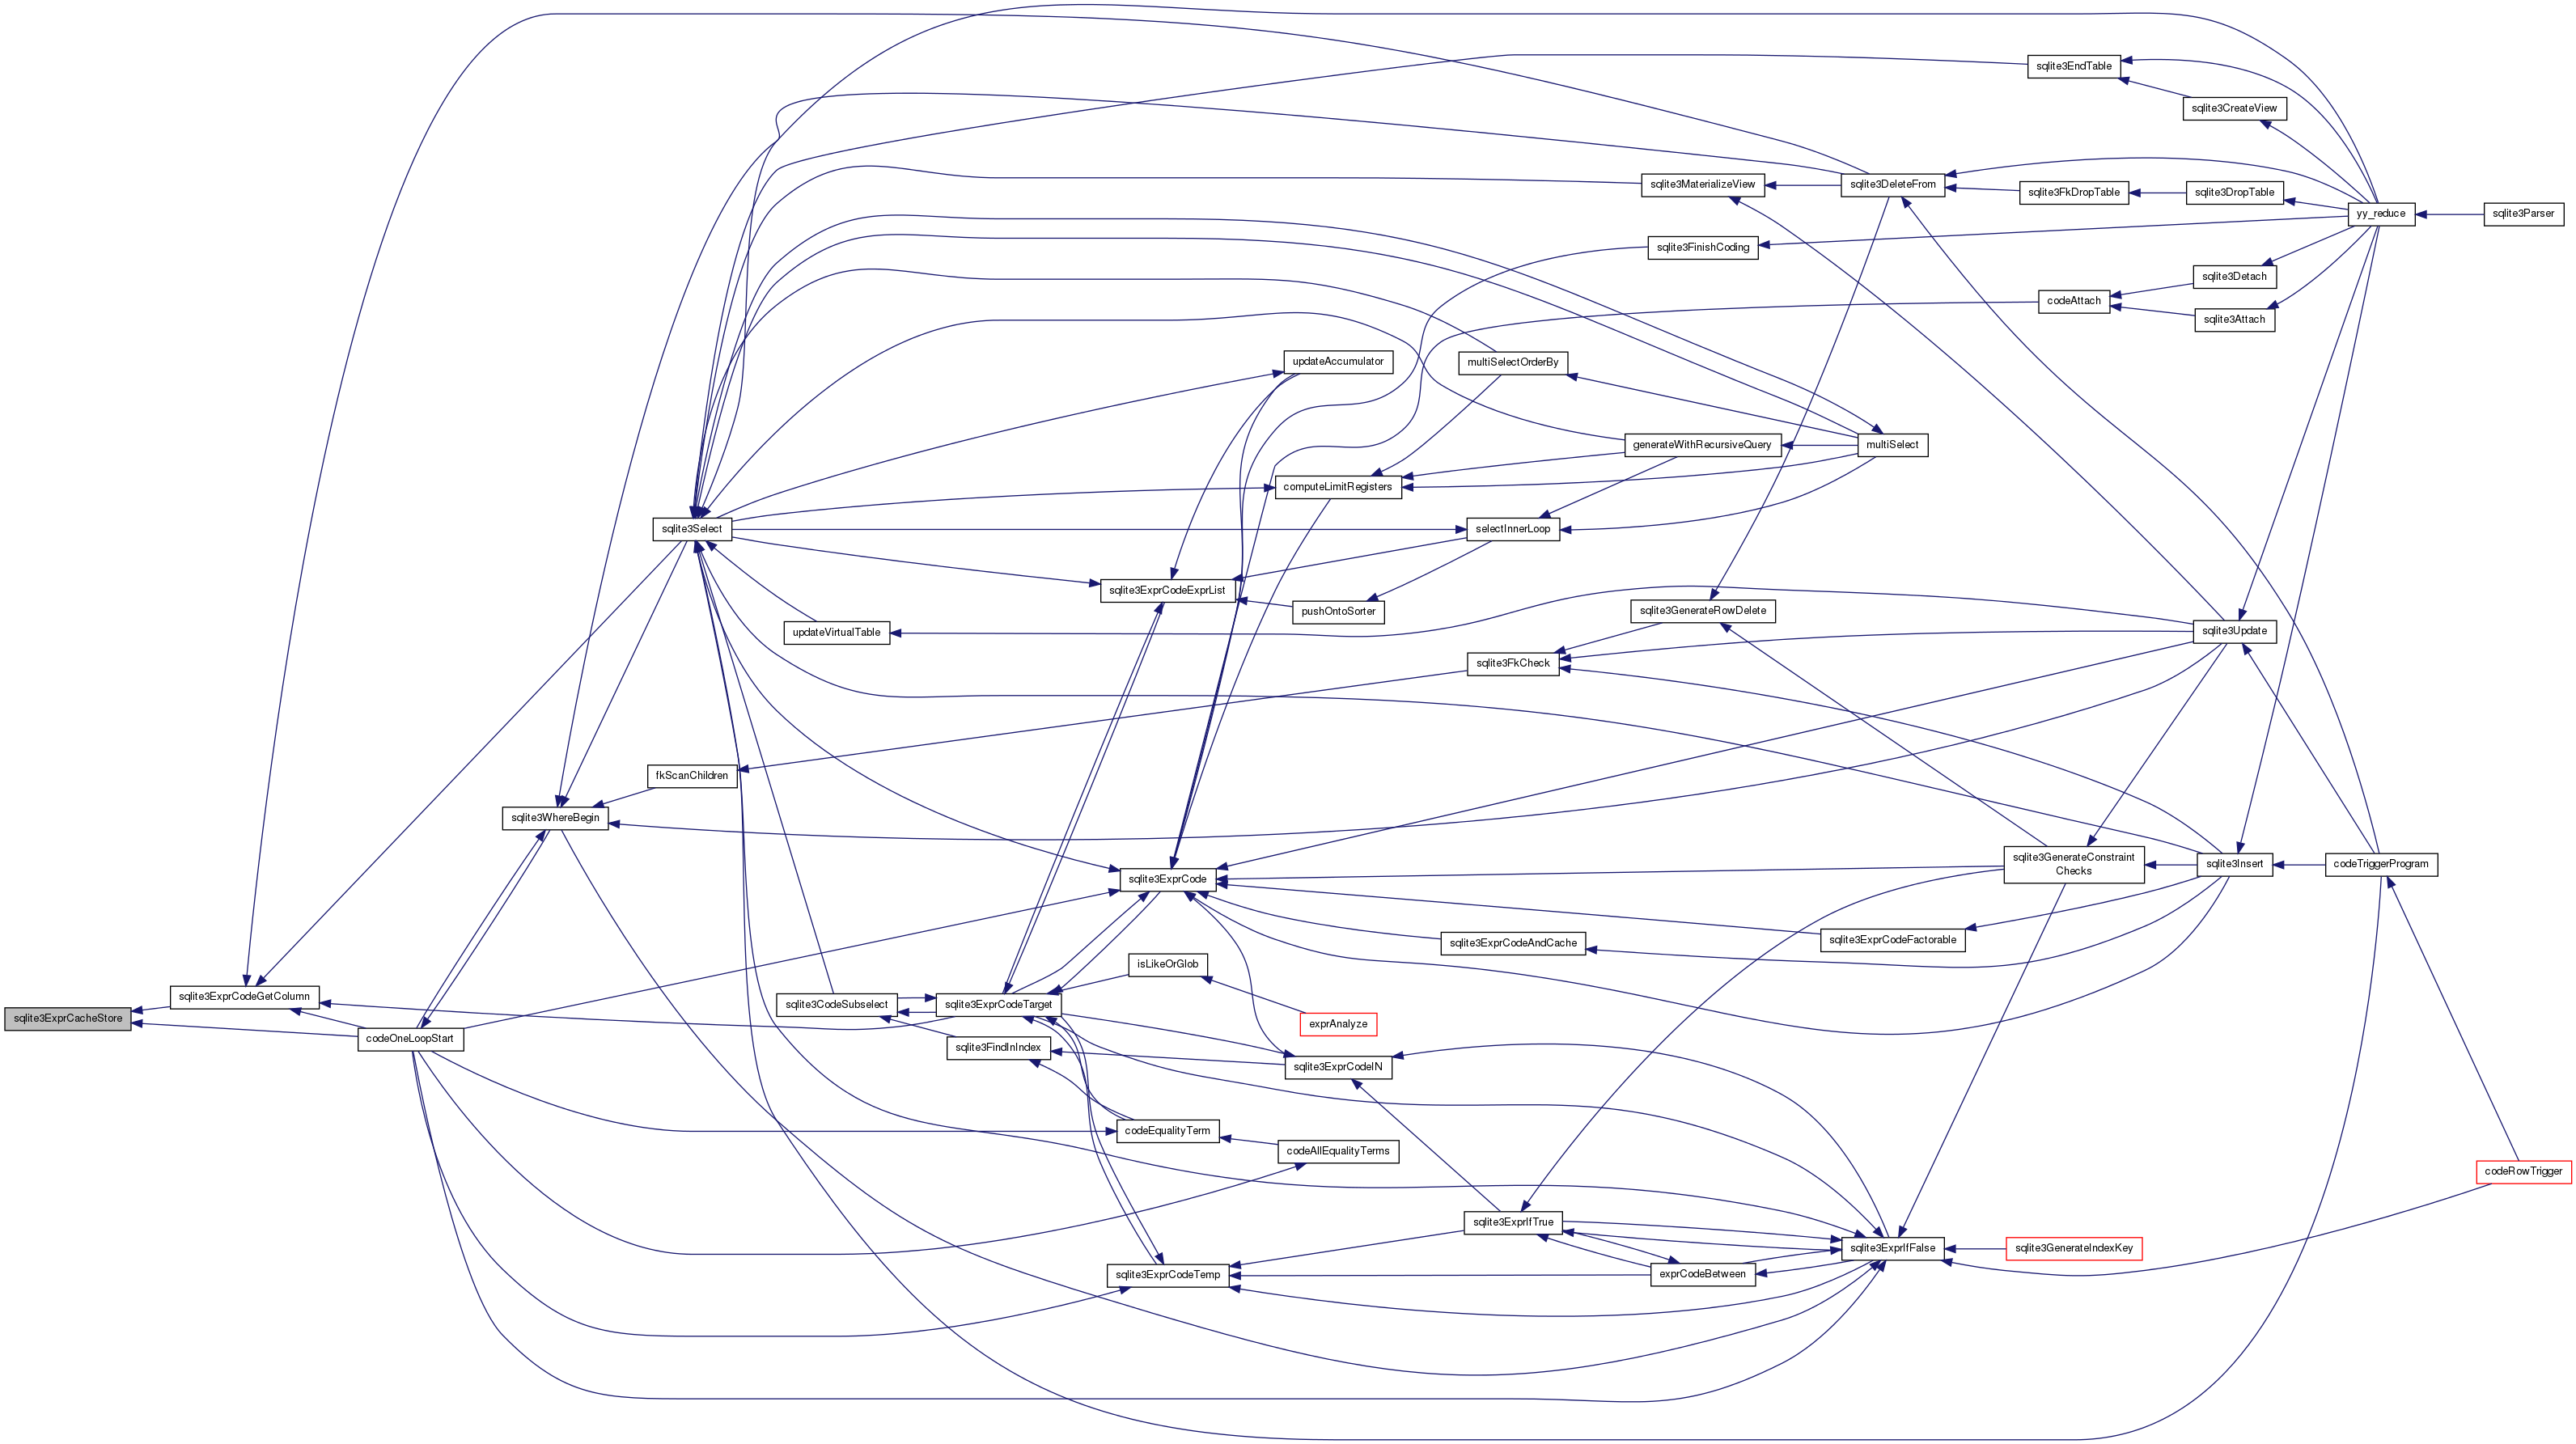 sqlite3ExprCacheStore
sqlite3ExprCodeGetColumn
codeOneLoopStart
sqlite3WhereBegin
fkScanChildren
sqlite3Select
updateVirtualTable
sqlite3CodeSubselect
sqlite3ExprCodeTarget
sqlite3FindInIndex
sqlite3ExprCodeExprList
sqlite3ExprCode
isLikeOrGlob
codeEqualityTerm
sqlite3ExprCodeTemp
updateAccumulator
computeLimitRegisters
pushOntoSorter
exprAnalyze
sqlite3ExprCodeIN
codeAllEqualityTerms
multiSelectOrderBy
selectInnerLoop
sqlite3FkCheck
sqlite3ExprCodeAndCache
sqlite3ExprIfTrue
sqlite3MaterializeView
sqlite3FinishCoding
generateWithRecursiveQuery
sqlite3GenerateRowDelete
exprCodeBetween
sqlite3DeleteFrom
multiSelect
sqlite3ExprCodeFactorable
sqlite3ExprIfFalse
sqlite3EndTable
sqlite3FkDropTable
codeAttach
sqlite3GenerateConstraint
Checks
sqlite3GenerateIndexKey
sqlite3CreateView
sqlite3DropTable
sqlite3Detach
sqlite3Attach
sqlite3Update
sqlite3Insert
yy_reduce
codeTriggerProgram
sqlite3Parser
codeRowTrigger